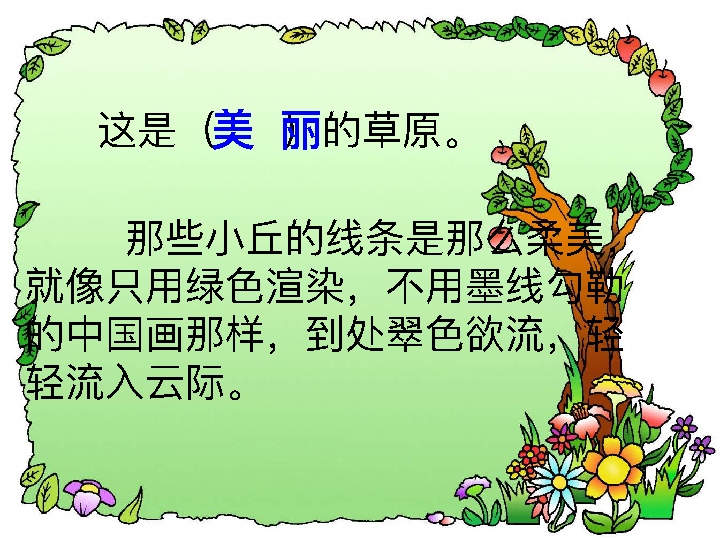 这是（美 丽）的草原。
那些小丘的线条是那么柔美，
就像只用绿色渲染，不用墨线勾勒
的中国画那样，到处翠色欲流，轻
轻流入云际。